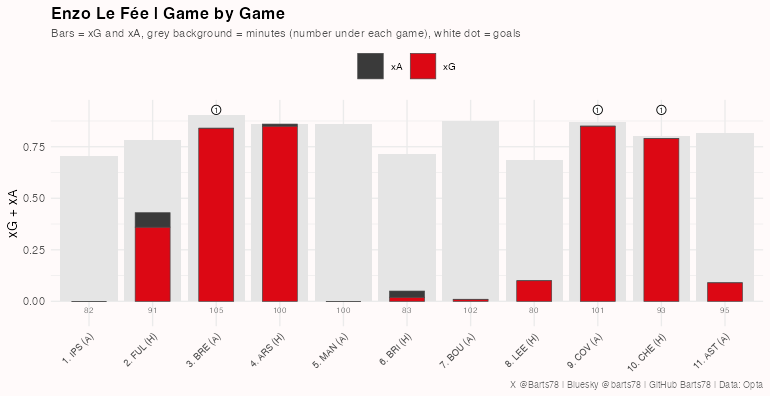 Enzo Le Fée | Game by Game
Bars = xG and xA, grey background = minutes (number under each game), white dot = goals
xA xG
xG + xA
0.75
0.50
0.25
0.00
1 1 1
82 91 105 100 100 83 102 80 101 93 95
1. IPS (A)
2. FUL (H)
3. BRE (A)
4. ARS (H)
5. MAN (A)
6. BRI (H)
7. BOU (A)
8. LEE (H)
9. COV (A)
10. CHE (H)
11. AST (A)
X @Barts78 | Bluesky @barts78 | GitHub Barts78 | Data: Opta